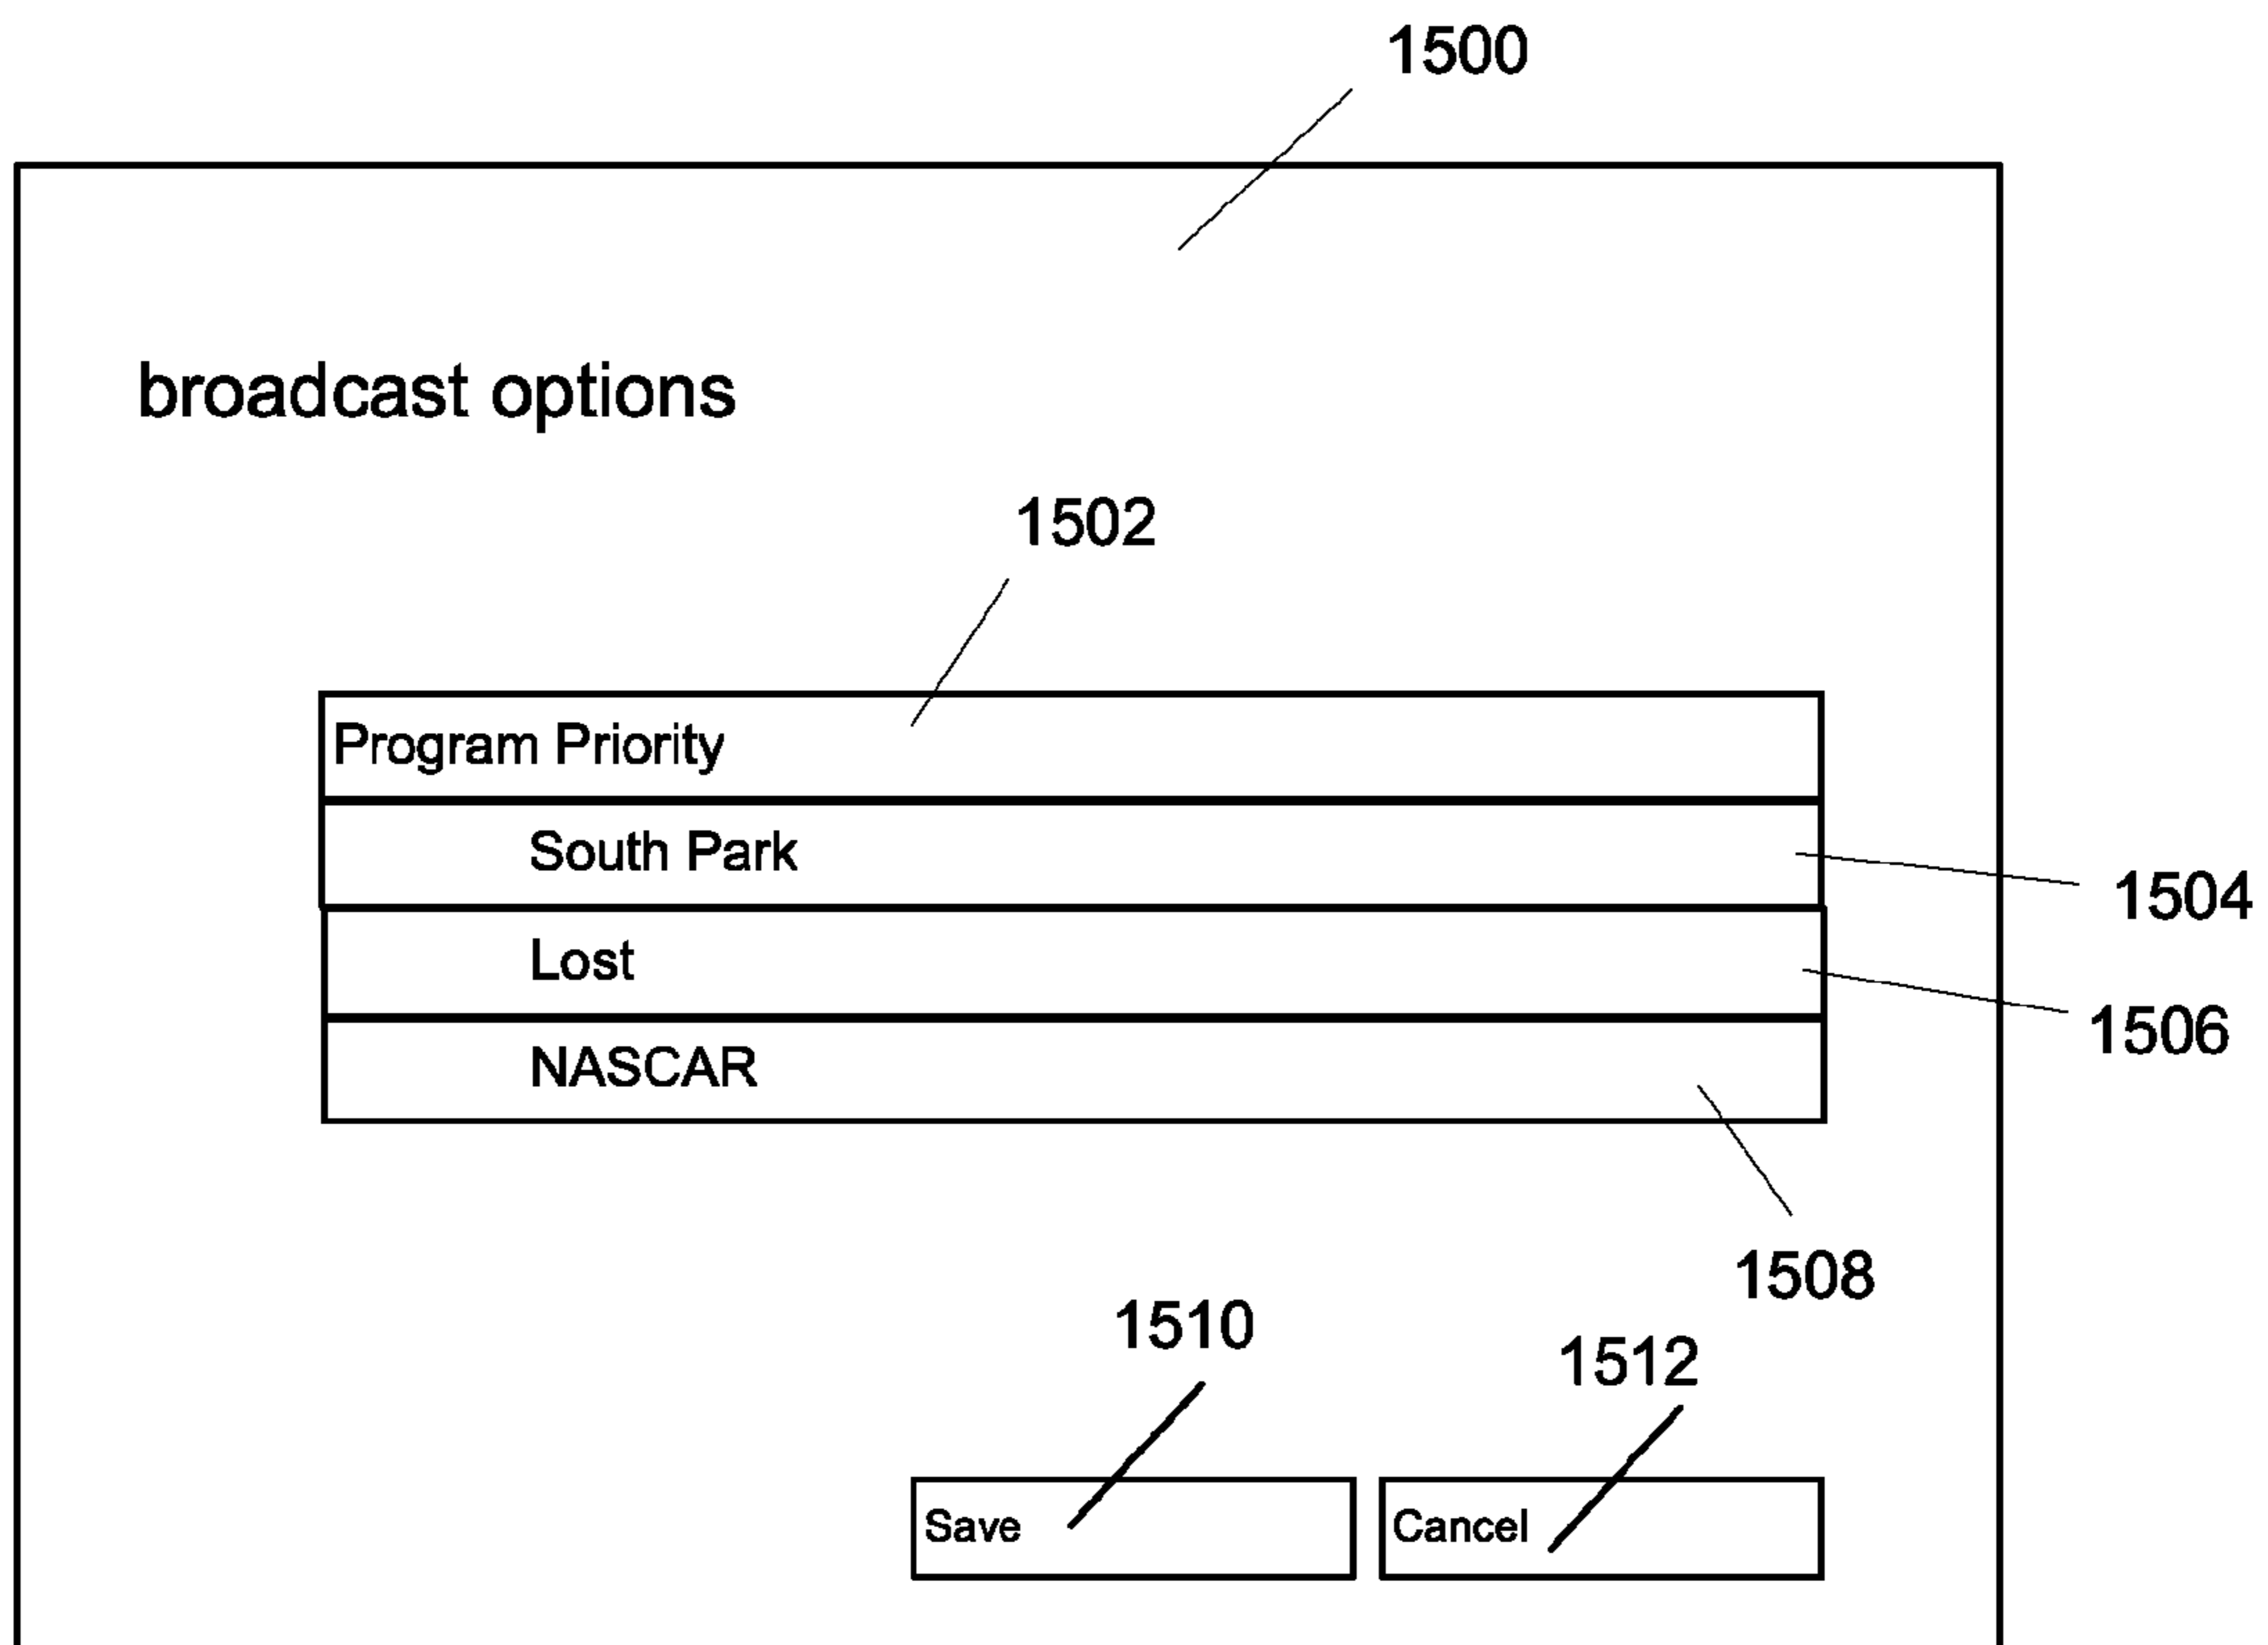 1500
broadcast options
1502
Program Priority
South Park
1504
Lost
1506
NASCAR
1508
1510
1512
Save
Cancel